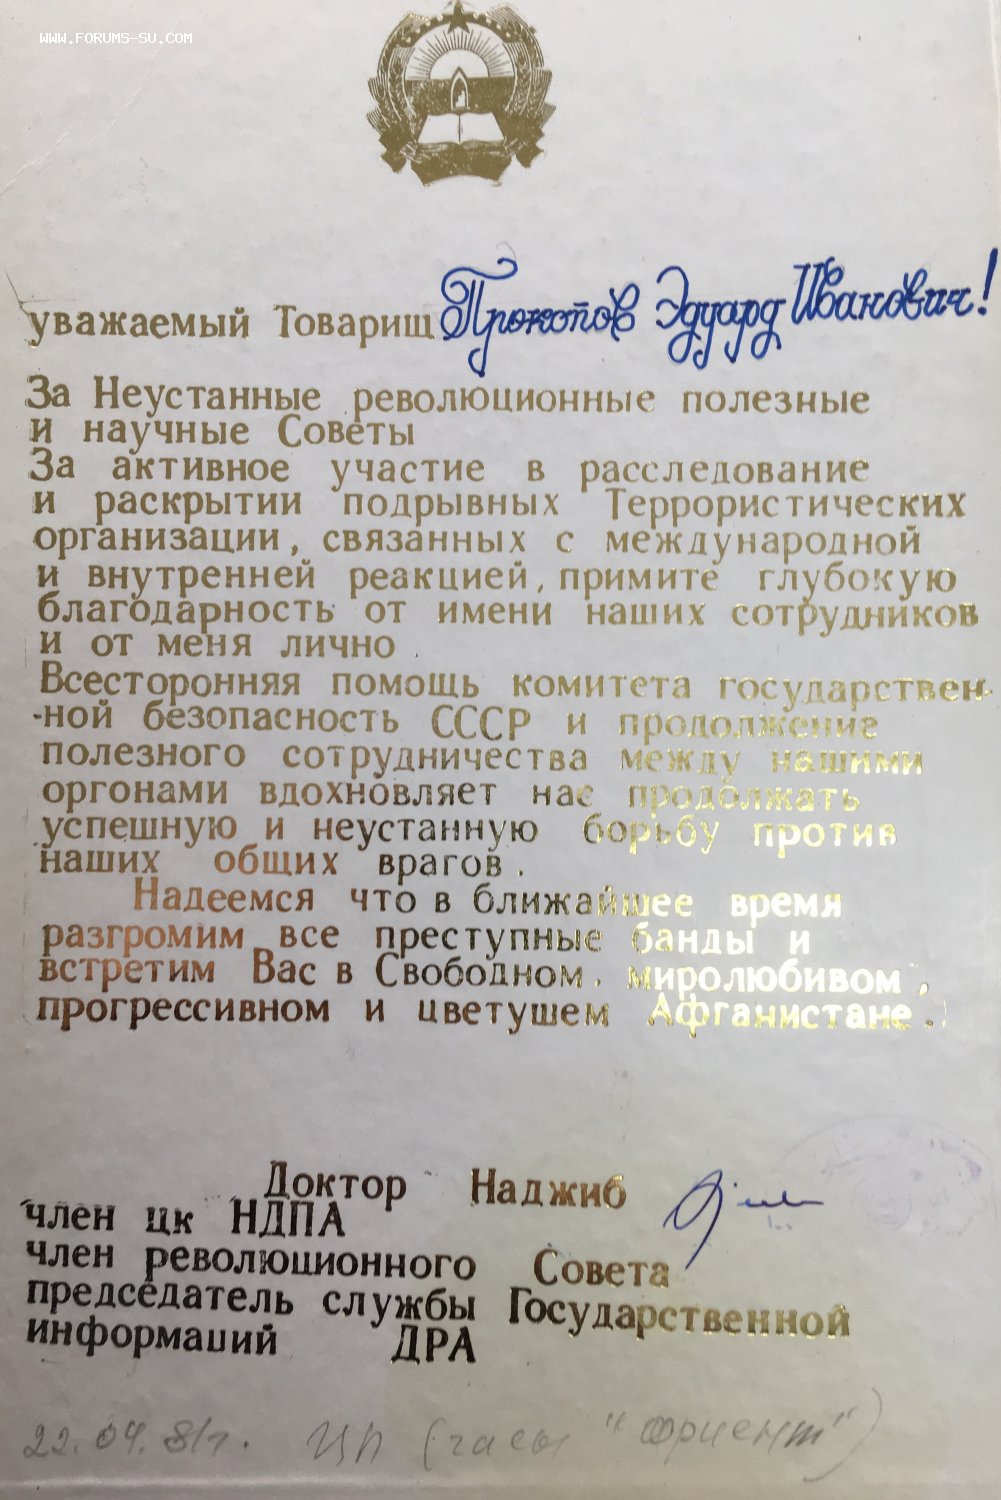 WWW.FORUMS-SU.COM
уважаемый Товарищ Прокопов Эдуард Иванович!
За Неустанные революционные полезные
и научные Советы
За активное участие в расследование
и раскрытии подрывных Террористических
организации, связанных с международной
и внутренней реакцией, примите глубокую
благодарность от имени наших сотрудников
и от меня лично.
Всесторонняя помощь комитета государствен-
-ной безопасность СССР и продолжение
полезного сотрудничества между нашими
оргонами вдохновляет нас продолжать
успешную и неустанную борьбу против
наших общих врагов.
Надеемся что в ближайшее время
разгромим все преступные банды и
встретим Вас в Свободном. миролюбивом,
прогрессивном и цветушем Афганистане.
Доктор Наджиб
член цк НДПА
член революционного Совета
председатель службы Государственной
информаций ДРА
22.04.81г. ЦП (часы "Ориент")